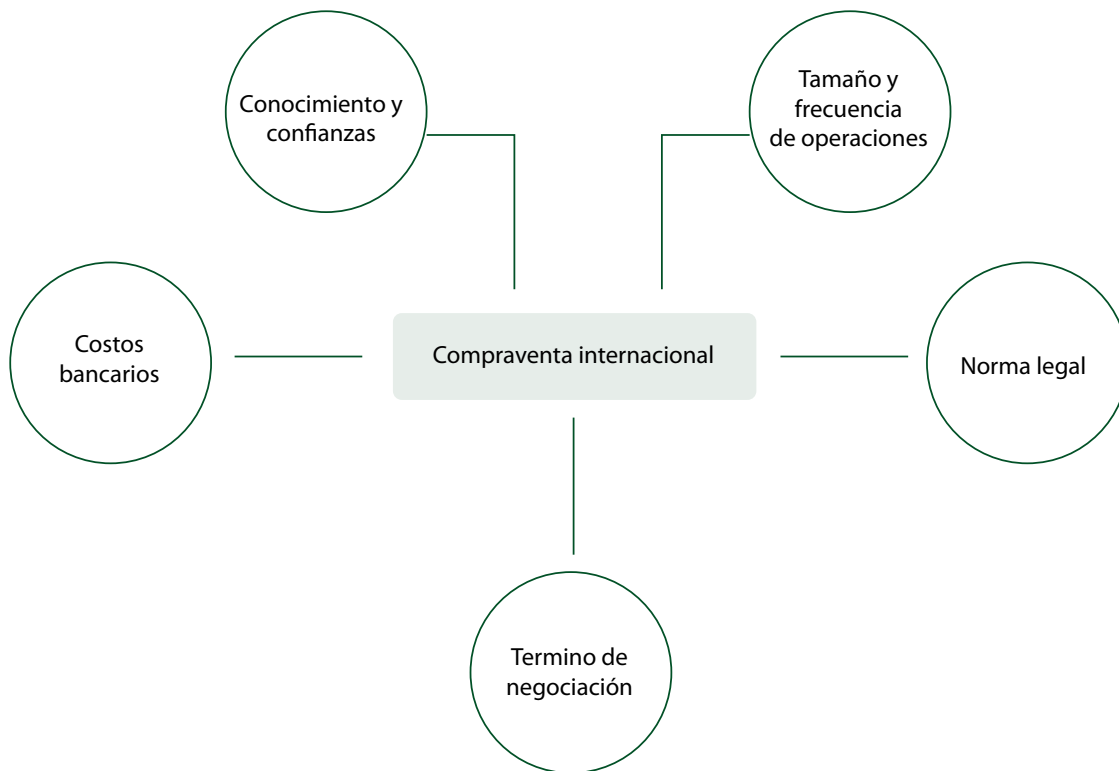 Conocimiento y
confianzas
Tamaño y
frecuencia
de operaciones
Costos
bancarios
Compraventa internacional
Norma legal
Termino de
negociación